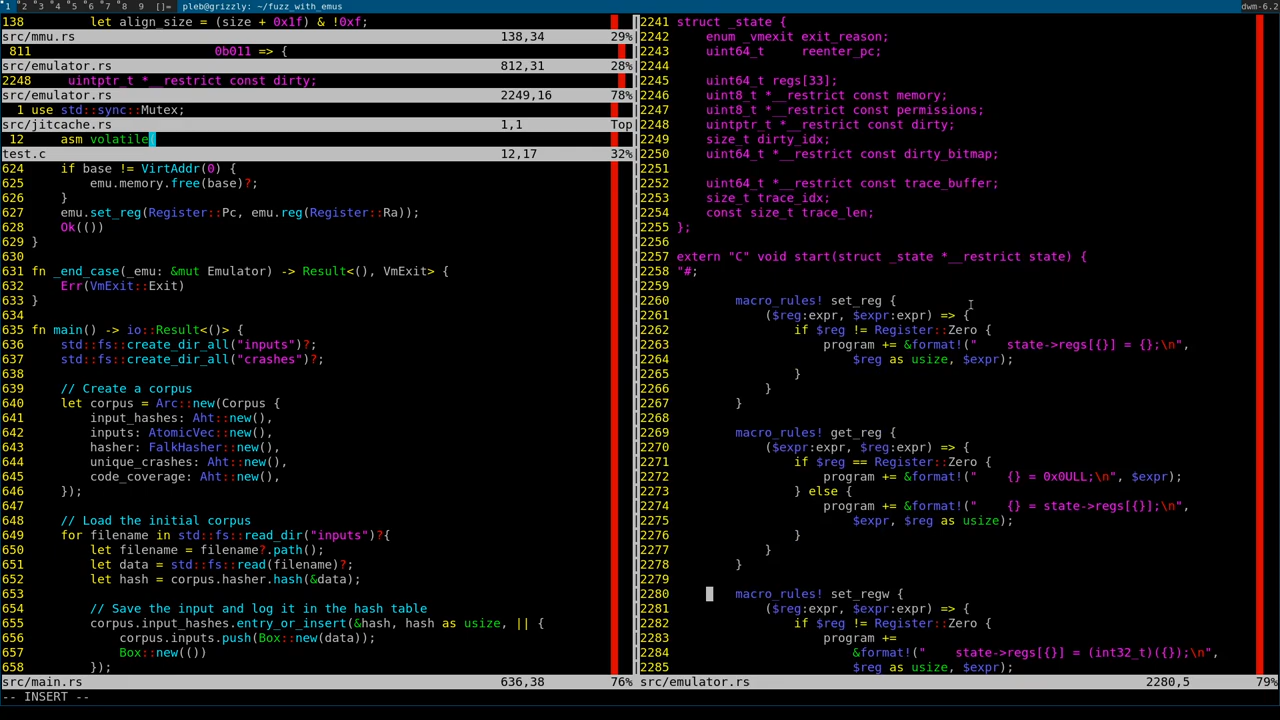 1 2 3 4 5 6 7 8 9 []= pleb@grizzly: ~/fuzz_with_emus dwm-6.2
138         let align_size = (size + 0x1f) & !0xf;
src/mmu.rs 138,34 29%
811                         0b011 => {
src/emulator.rs 812,31 28%
2248     uintptr_t *__restrict const dirty;
src/emulator.rs 2249,16 78%
1 use std::sync::Mutex;
src/jitcache.rs 1,1 Top
12     asm volatile(
test.c 12,17 32%
624     if base != VirtAddr(0) {
625         emu.memory.free(base)?;
626     }
627     emu.set_reg(Register::Pc, emu.reg(Register::Ra));
628     Ok(())
629 }
630
631 fn _end_case(_emu: &mut Emulator) -> Result<(), VmExit> {
632     Err(VmExit::Exit)
633 }
634
635 fn main() -> io::Result<()> {
636     std::fs::create_dir_all("inputs")?;
637     std::fs::create_dir_all("crashes")?;
638
639     // Create a corpus
640     let corpus = Arc::new(Corpus {
641         input_hashes: Aht::new(),
642         inputs: AtomicVec::new(),
643         hasher: FalkHasher::new(),
644         unique_crashes: Aht::new(),
645         code_coverage: Aht::new(),
646     });
647
648     // Load the initial corpus
649     for filename in std::fs::read_dir("inputs")?{
650         let filename = filename?.path();
651         let data = std::fs::read(filename)?;
652         let hash = corpus.hasher.hash(&data);
653
654         // Save the input and log it in the hash table
655         corpus.input_hashes.entry_or_insert(&hash, hash as usize, || {
656             corpus.inputs.push(Box::new(data));
657             Box::new(())
658         });
src/main.rs 636,38 76%
-- INSERT --
2241 struct _state {
2242     enum _vmexit exit_reason;
2243     uint64_t     reenter_pc;
2244
2245     uint64_t regs[33];
2246     uint8_t *__restrict const memory;
2247     uint8_t *__restrict const permissions;
2248     uintptr_t *__restrict const dirty;
2249     size_t dirty_idx;
2250     uint64_t *__restrict const dirty_bitmap;
2251
2252     uint64_t *__restrict const trace_buffer;
2253     size_t trace_idx;
2254     const size_t trace_len;
2255 };
2256
2257 extern "C" void start(struct _state *__restrict state) {
2258 "#;
2259
2260         macro_rules! set_reg {
2261             ($reg:expr, $expr:expr) => {
2262                 if $reg != Register::Zero {
2263                     program += &format!("    state->regs[{}] = {};\n",
2264                         $reg as usize, $expr);
2265                 }
2266             }
2267         }
2268
2269         macro_rules! get_reg {
2270             ($expr:expr, $reg:expr) => {
2271                 if $reg == Register::Zero {
2272                     program += &format!("    {} = 0x0ULL;\n", $expr);
2273                 } else {
2274                     program += &format!("    {} = state->regs[{}];\n",
2275                         $expr, $reg as usize);
2276                 }
2277             }
2278         }
2279
2280         macro_rules! set_regw {
2281             ($reg:expr, $expr:expr) => {
2282                 if $reg != Register::Zero {
2283                     program +=
2284                         &format!("    state->regs[{}] = (int32_t)({});\n",
2285                         $reg as usize, $expr);
src/emulator.rs 2280,5 79%